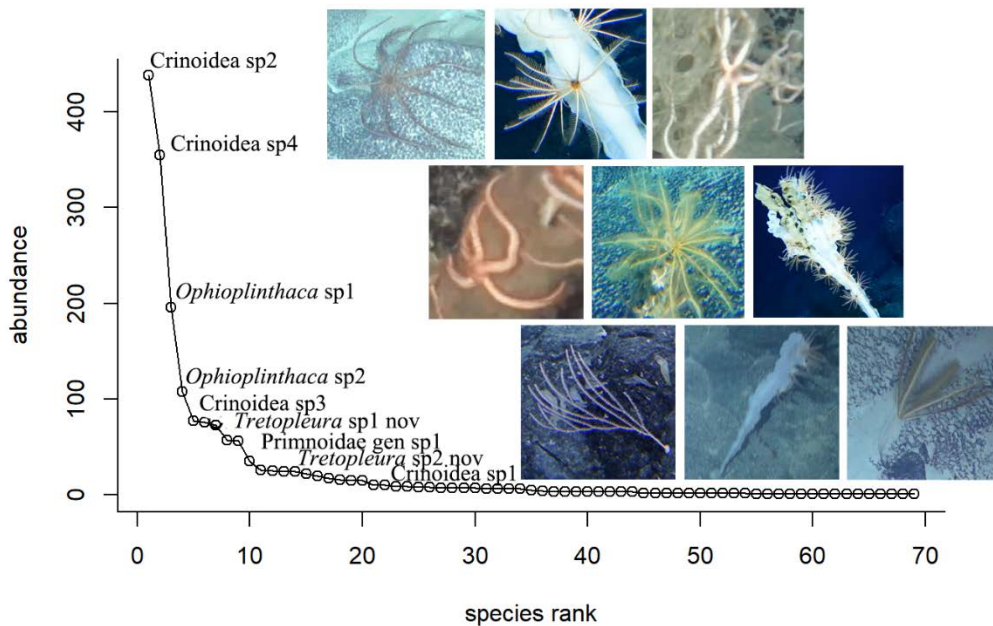 Crinoidea sp2
Crinoidea sp4
Ophioplinthaca sp1
Ophioplinthaca sp2
Crinoidea sp3
Tretopleura sp1 nov
Primnoidae gen sp1
Tretopleura sp2 nov
Crinoidea sp1
abundance
400
300
200
100
0
0 10 20 30 40 50 60 70
species rank